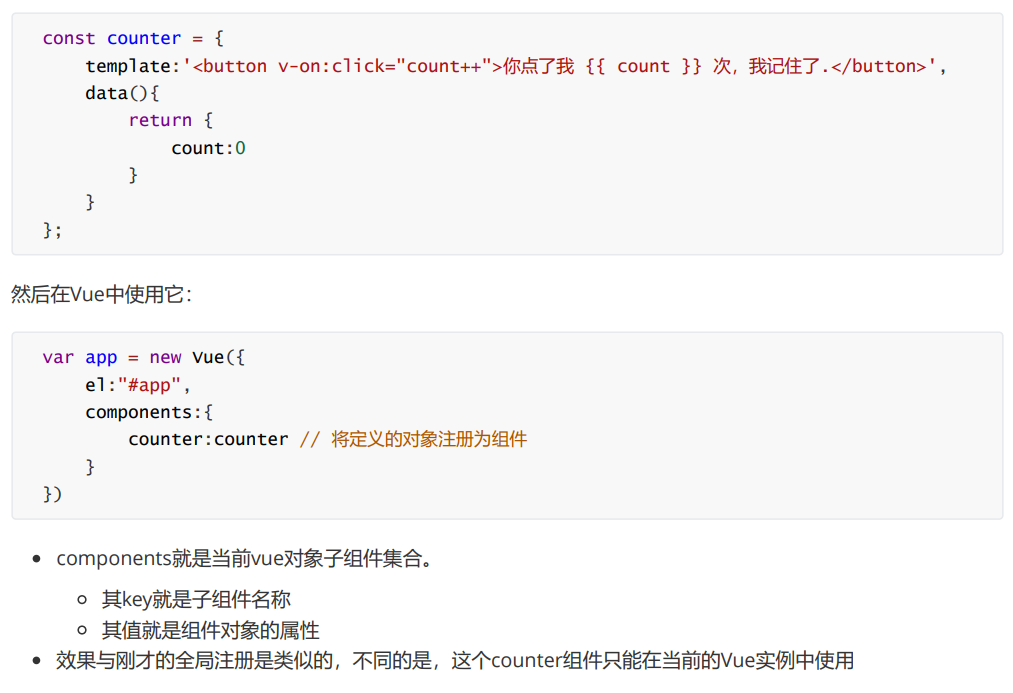 const counter = {
    template:'<button v-on:click="count++">你点了我 {{ count }} 次，我记住了.</button>',
    data(){
        return {
            count:0
        }
    }
};
然后在Vue中使用它：
var app = new Vue({
    el:"#app",
    components:{
        counter:counter // 将定义的对象注册为组件
    }
})
• components就是当前vue对象子组件集合。
    ◦ 其key就是子组件名称
    ◦ 其值就是组件对象的属性
• 效果与刚才的全局注册是类似的，不同的是，这个counter组件只能在当前的Vue实例中使用